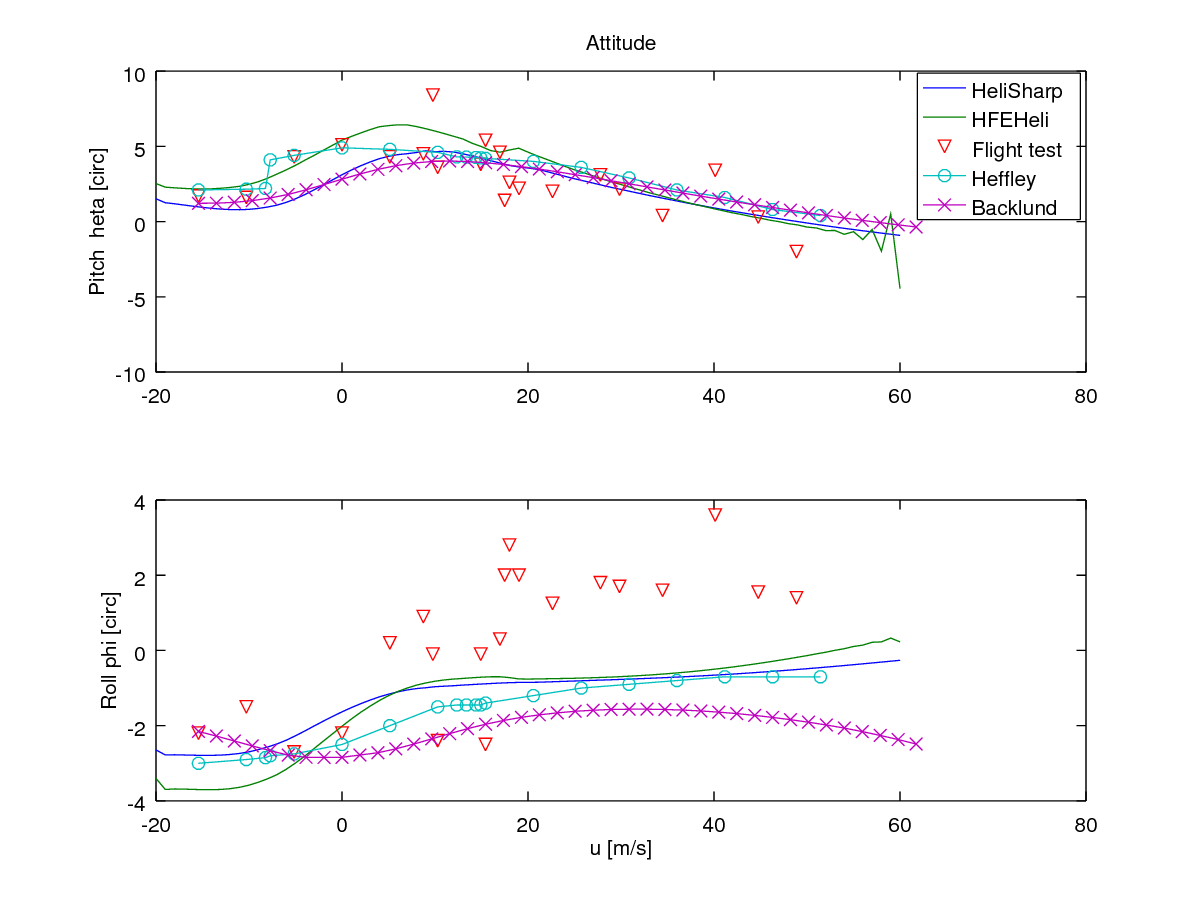 Attitude
10
5
0
-5
-10
Pitch heta [circ]
-20 0 20 40 60 80
HeliSharp
HFEHeli
Flight test
Heffley
Backlund
4
2
0
-2
-4
Roll phi [circ]
-20 0 20 40 60 80
u [m/s]